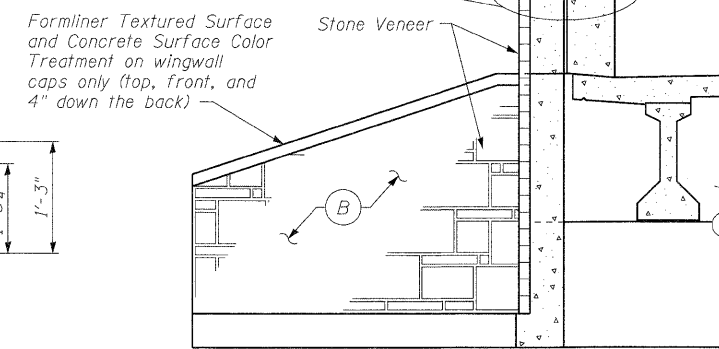 Formliner Textured Surface
and Concrete Surface Color
Treatment on wingwall
caps only (top, front, and
4" down the back)
Stone Veneer
1'-3"
B